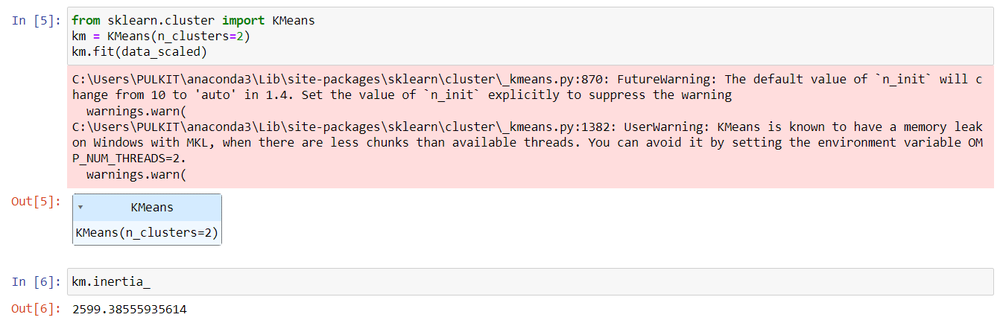 In [5]: from sklearn.cluster import KMeans
km = KMeans(n_clusters=2)
km.fit(data_scaled)
C:\Users\PULKIT\anaconda3\Lib\site-packages\sklearn\cluster\_kmeans.py:870: FutureWarning: The default value of `n_init` will c
hange from 10 to 'auto' in 1.4. Set the value of `n_init` explicitly to suppress the warning
  warnings.warn(
C:\Users\PULKIT\anaconda3\Lib\site-packages\sklearn\cluster\_kmeans.py:1382: UserWarning: KMeans is known to have a memory leak
on Windows with MKL, when there are less chunks than available threads. You can avoid it by setting the environment variable OM
P_NUM_THREADS=2.
  warnings.warn(
Out[5]: ▾ KMeans
KMeans(n_clusters=2)
In [6]: km.inertia_
Out[6]: 2599.38555935614